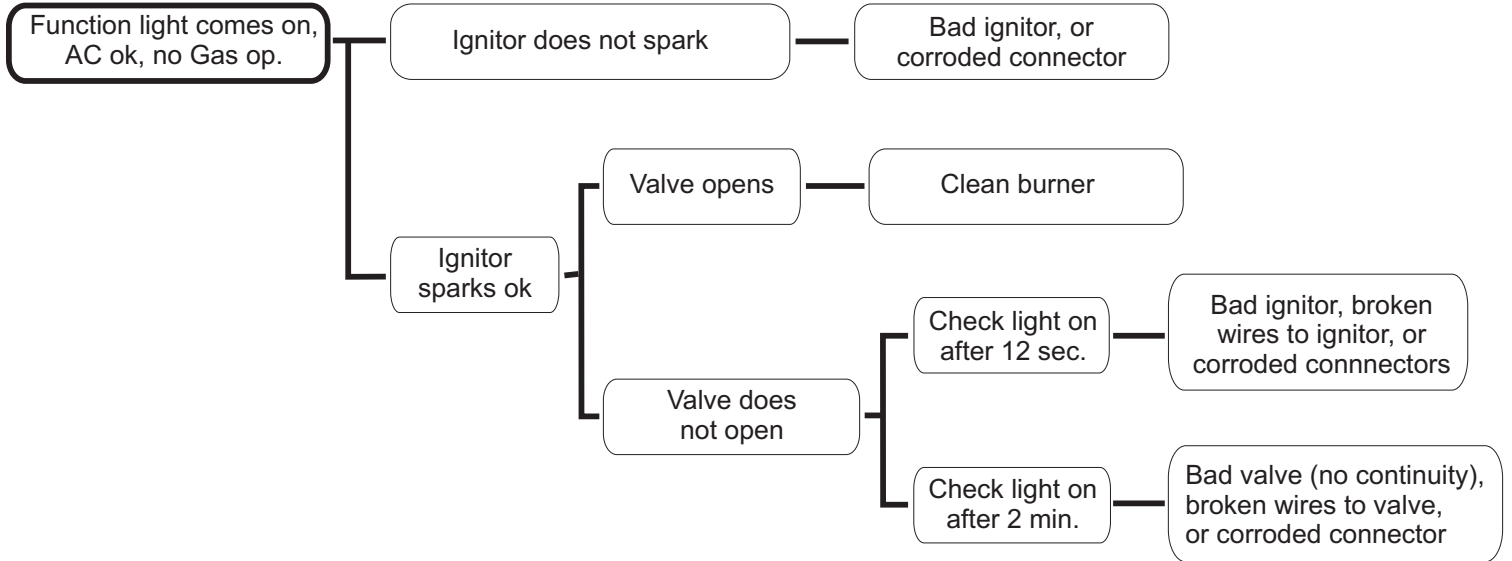 Function light comes on,
AC ok, no Gas op.
Ignitor does not spark
Bad ignitor, or
corroded connector
Valve opens
Clean burner
Ignitor
sparks ok
Check light on
after 12 sec.
Bad ignitor, broken
wires to ignitor, or
corroded connnectors
Valve does
not open
Check light on
after 2 min.
Bad valve (no continuity),
broken wires to valve,
or corroded connector